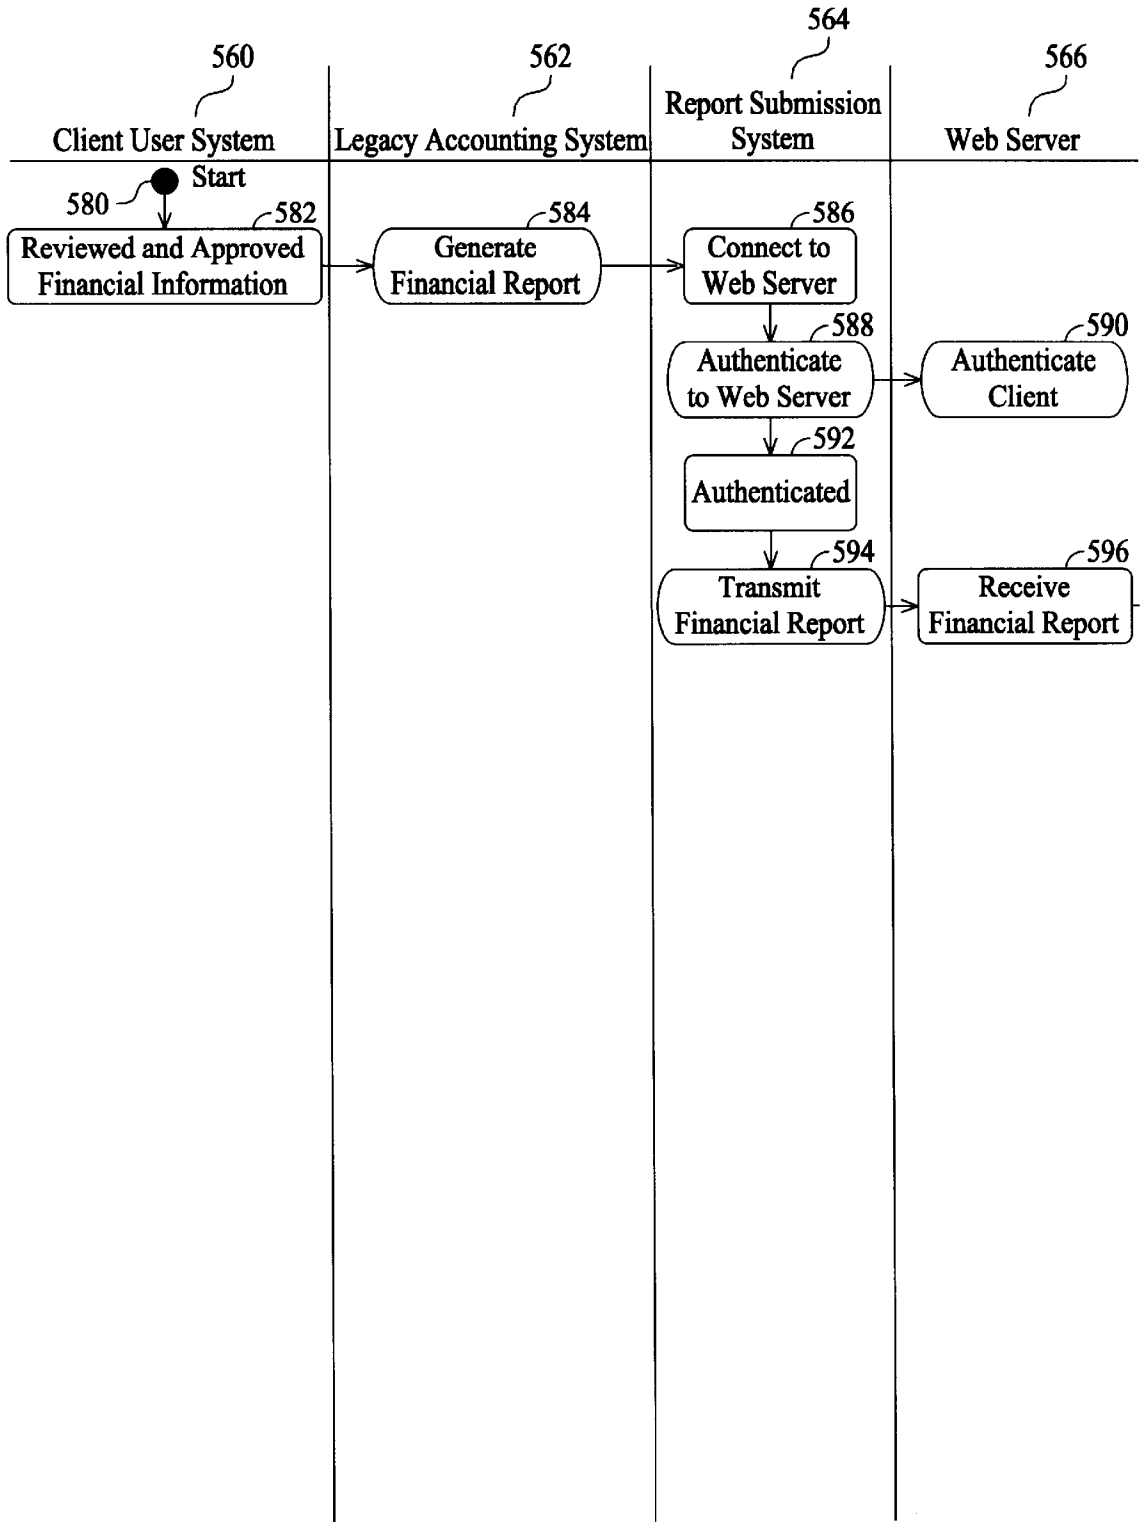 560
562
564
566
Client User System
Legacy Accounting System
Report Submission
System
Web Server
Start
580
582
Reviewed and Approved
Financial Information
584
Generate
Financial Report
586
Connect to
Web Server
588
Authenticate
to Web Server
590
Authenticate
Client
592
Authenticated
594
Transmit
Financial Report
596
Receive
Financial Report